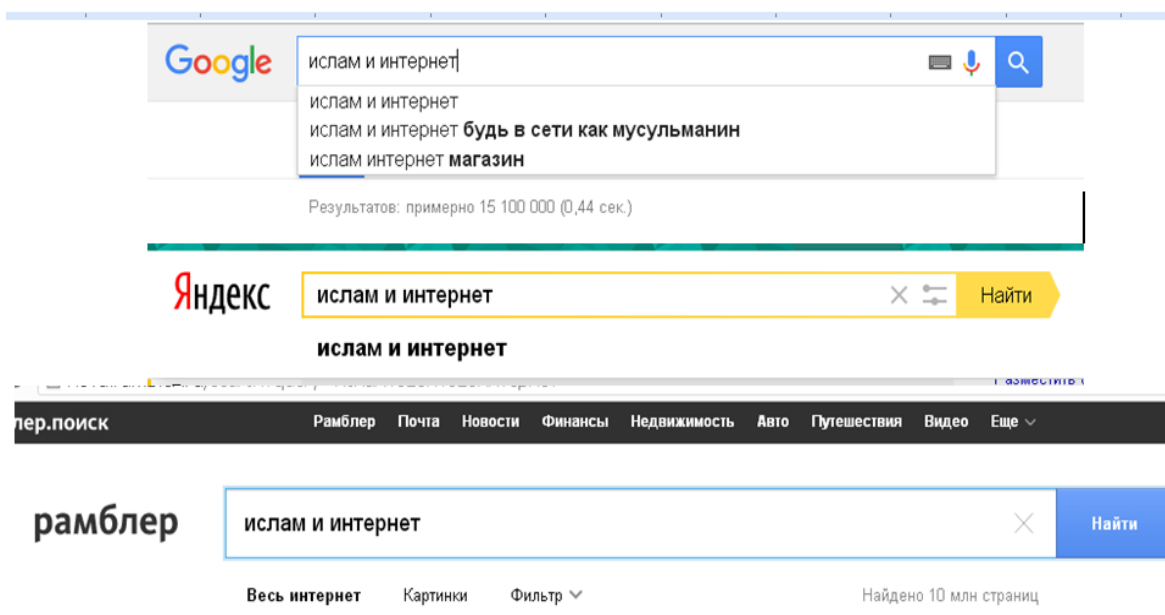 Google ислам и интернет
ислам и интернет
ислам и интернет будь в сети как мусульманин
ислам интернет магазин
Результатов: примерно 15 100 000 (0,44 сек.)
Яндекс ислам и интернет Найти
ислам и интернет
лер.поиск Рамблер Почта Новости Финансы Недвижимость Авто Путешествия Видео Еще
рамблер ислам и интернет Найти
Весь интернет Картинки Фильтр Найдено 10 млн страниц